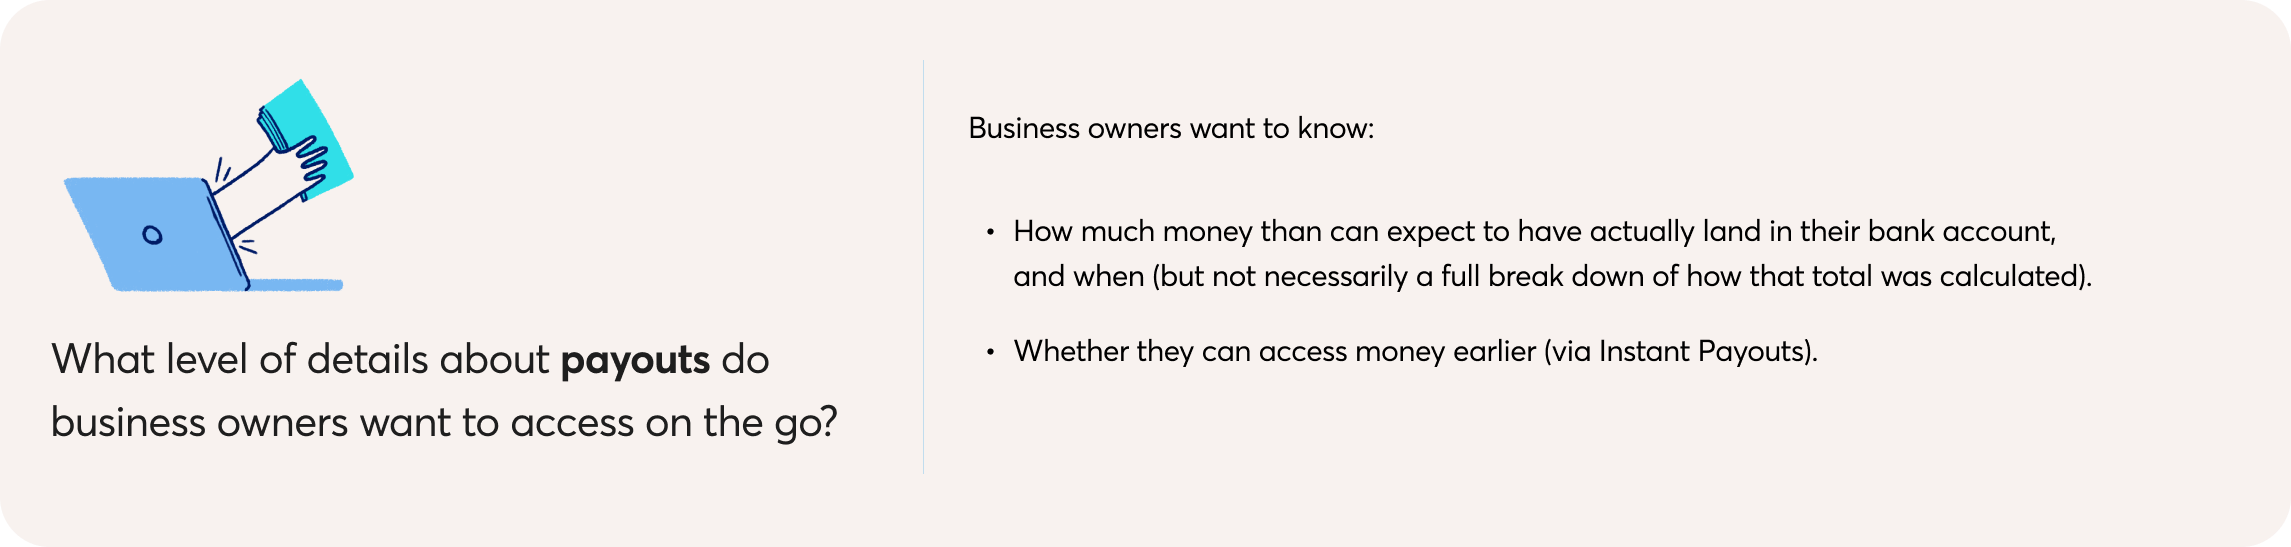 What level of details about payouts do
business owners want to access on the go?
Business owners want to know:
• How much money than can expect to have actually land in their bank account,
and when (but not necessarily a full break down of how that total was calculated).
• Whether they can access money earlier (via Instant Payouts).